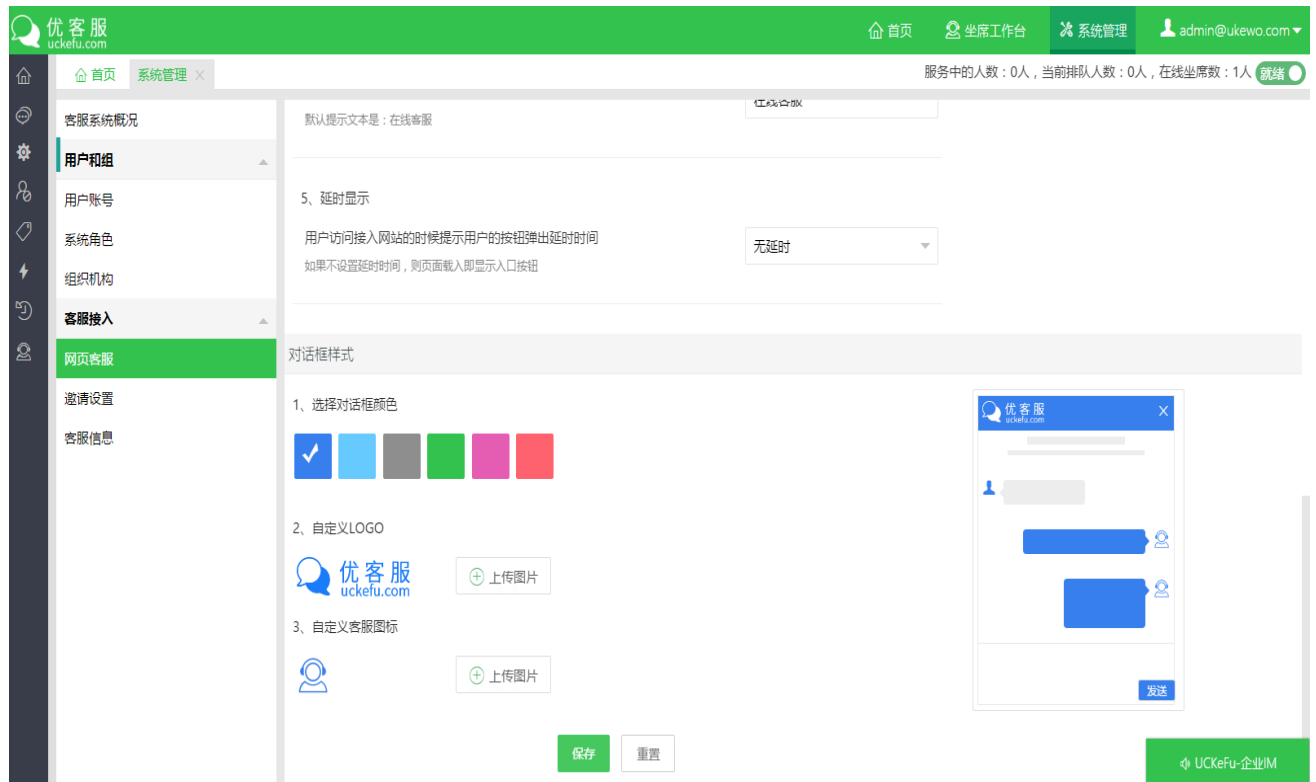 优客服
uckefu.com
首页
坐席工作台
系统管理
admin@ukewo.com
首页
系统管理
服务中的人数：0人，当前排队人数：0人，在线坐席数：1人
就绪
客服系统概况
用户和组
用户账号
系统角色
组织机构
客服接入
网页客服
邀请设置
客服信息
默认提示文本是：在线客服
在线客服
5、延时显示
用户访问接入网站的时候提示用户的按钮弹出延时时间
如果不设置延时时间，则页面载入即显示入口按钮
无延时
对话框样式
1、选择对话框颜色
2、自定义LOGO
优客服
uckefu.com
上传图片
3、自定义客服图标
上传图片
保存
重置
优客服
uckefu.com
X
发送
UCKeFu-企业IM